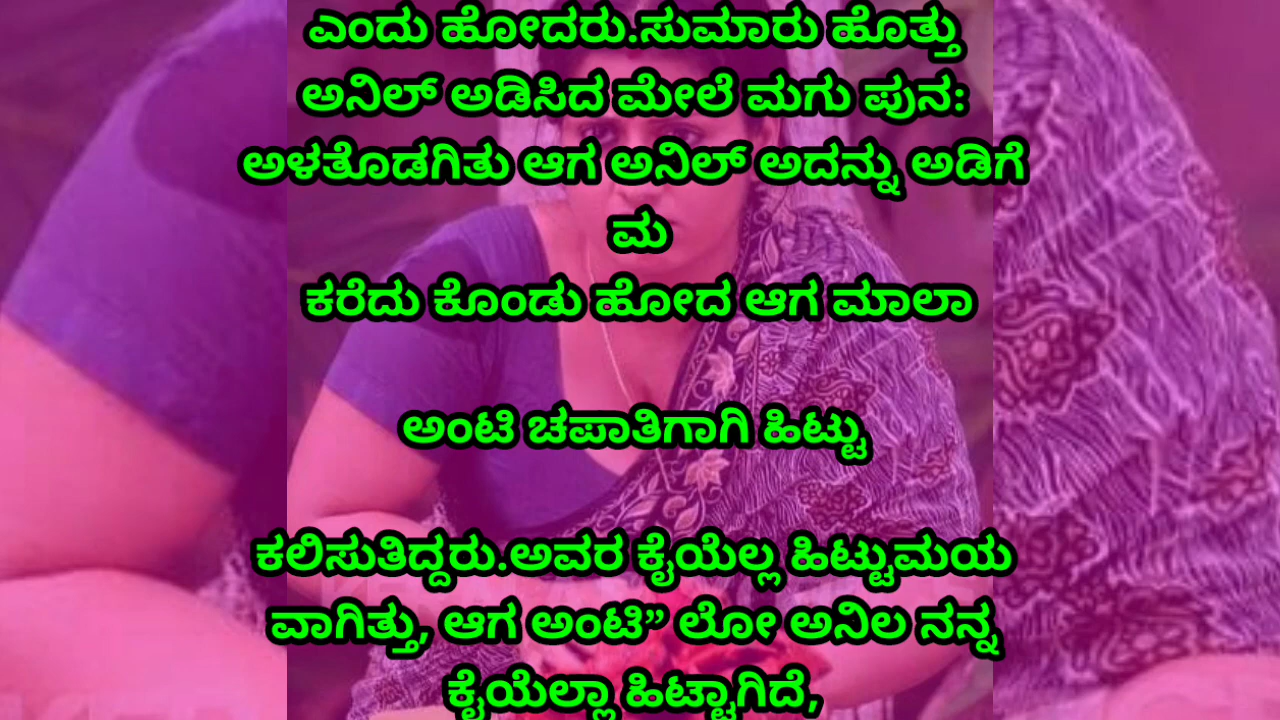 ಎಂದು ಹೋದರು.ಸುಮಾರು ಹೊತ್ತು
ಅನಿಲ್ ಅಡಿಸಿದ ಮೇಲೆ ಮಗು ಪುನ:
ಅಳತೊಡಗಿತು ಆಗ ಅನಿಲ್ ಅದನ್ನು ಅಡಿಗೆ
ಮ
ಕರೆದು ಕೊಂಡು ಹೋದ ಆಗ ಮಾಲಾ
ಅಂಟಿ ಚಪಾತಿಗಾಗಿ ಹಿಟ್ಟು
ಕಲಿಸುತಿದ್ದರು.ಅವರ ಕೈಯೆಲ್ಲ ಹಿಟ್ಟುಮಯ
ವಾಗಿತ್ತು, ಆಗ ಅಂಟಿ” ಲೋ ಅನಿಲ ನನ್ನ
ಕೈಯೆಲ್ಲಾ ಹಿಟ್ಟಾಗಿದೆ,